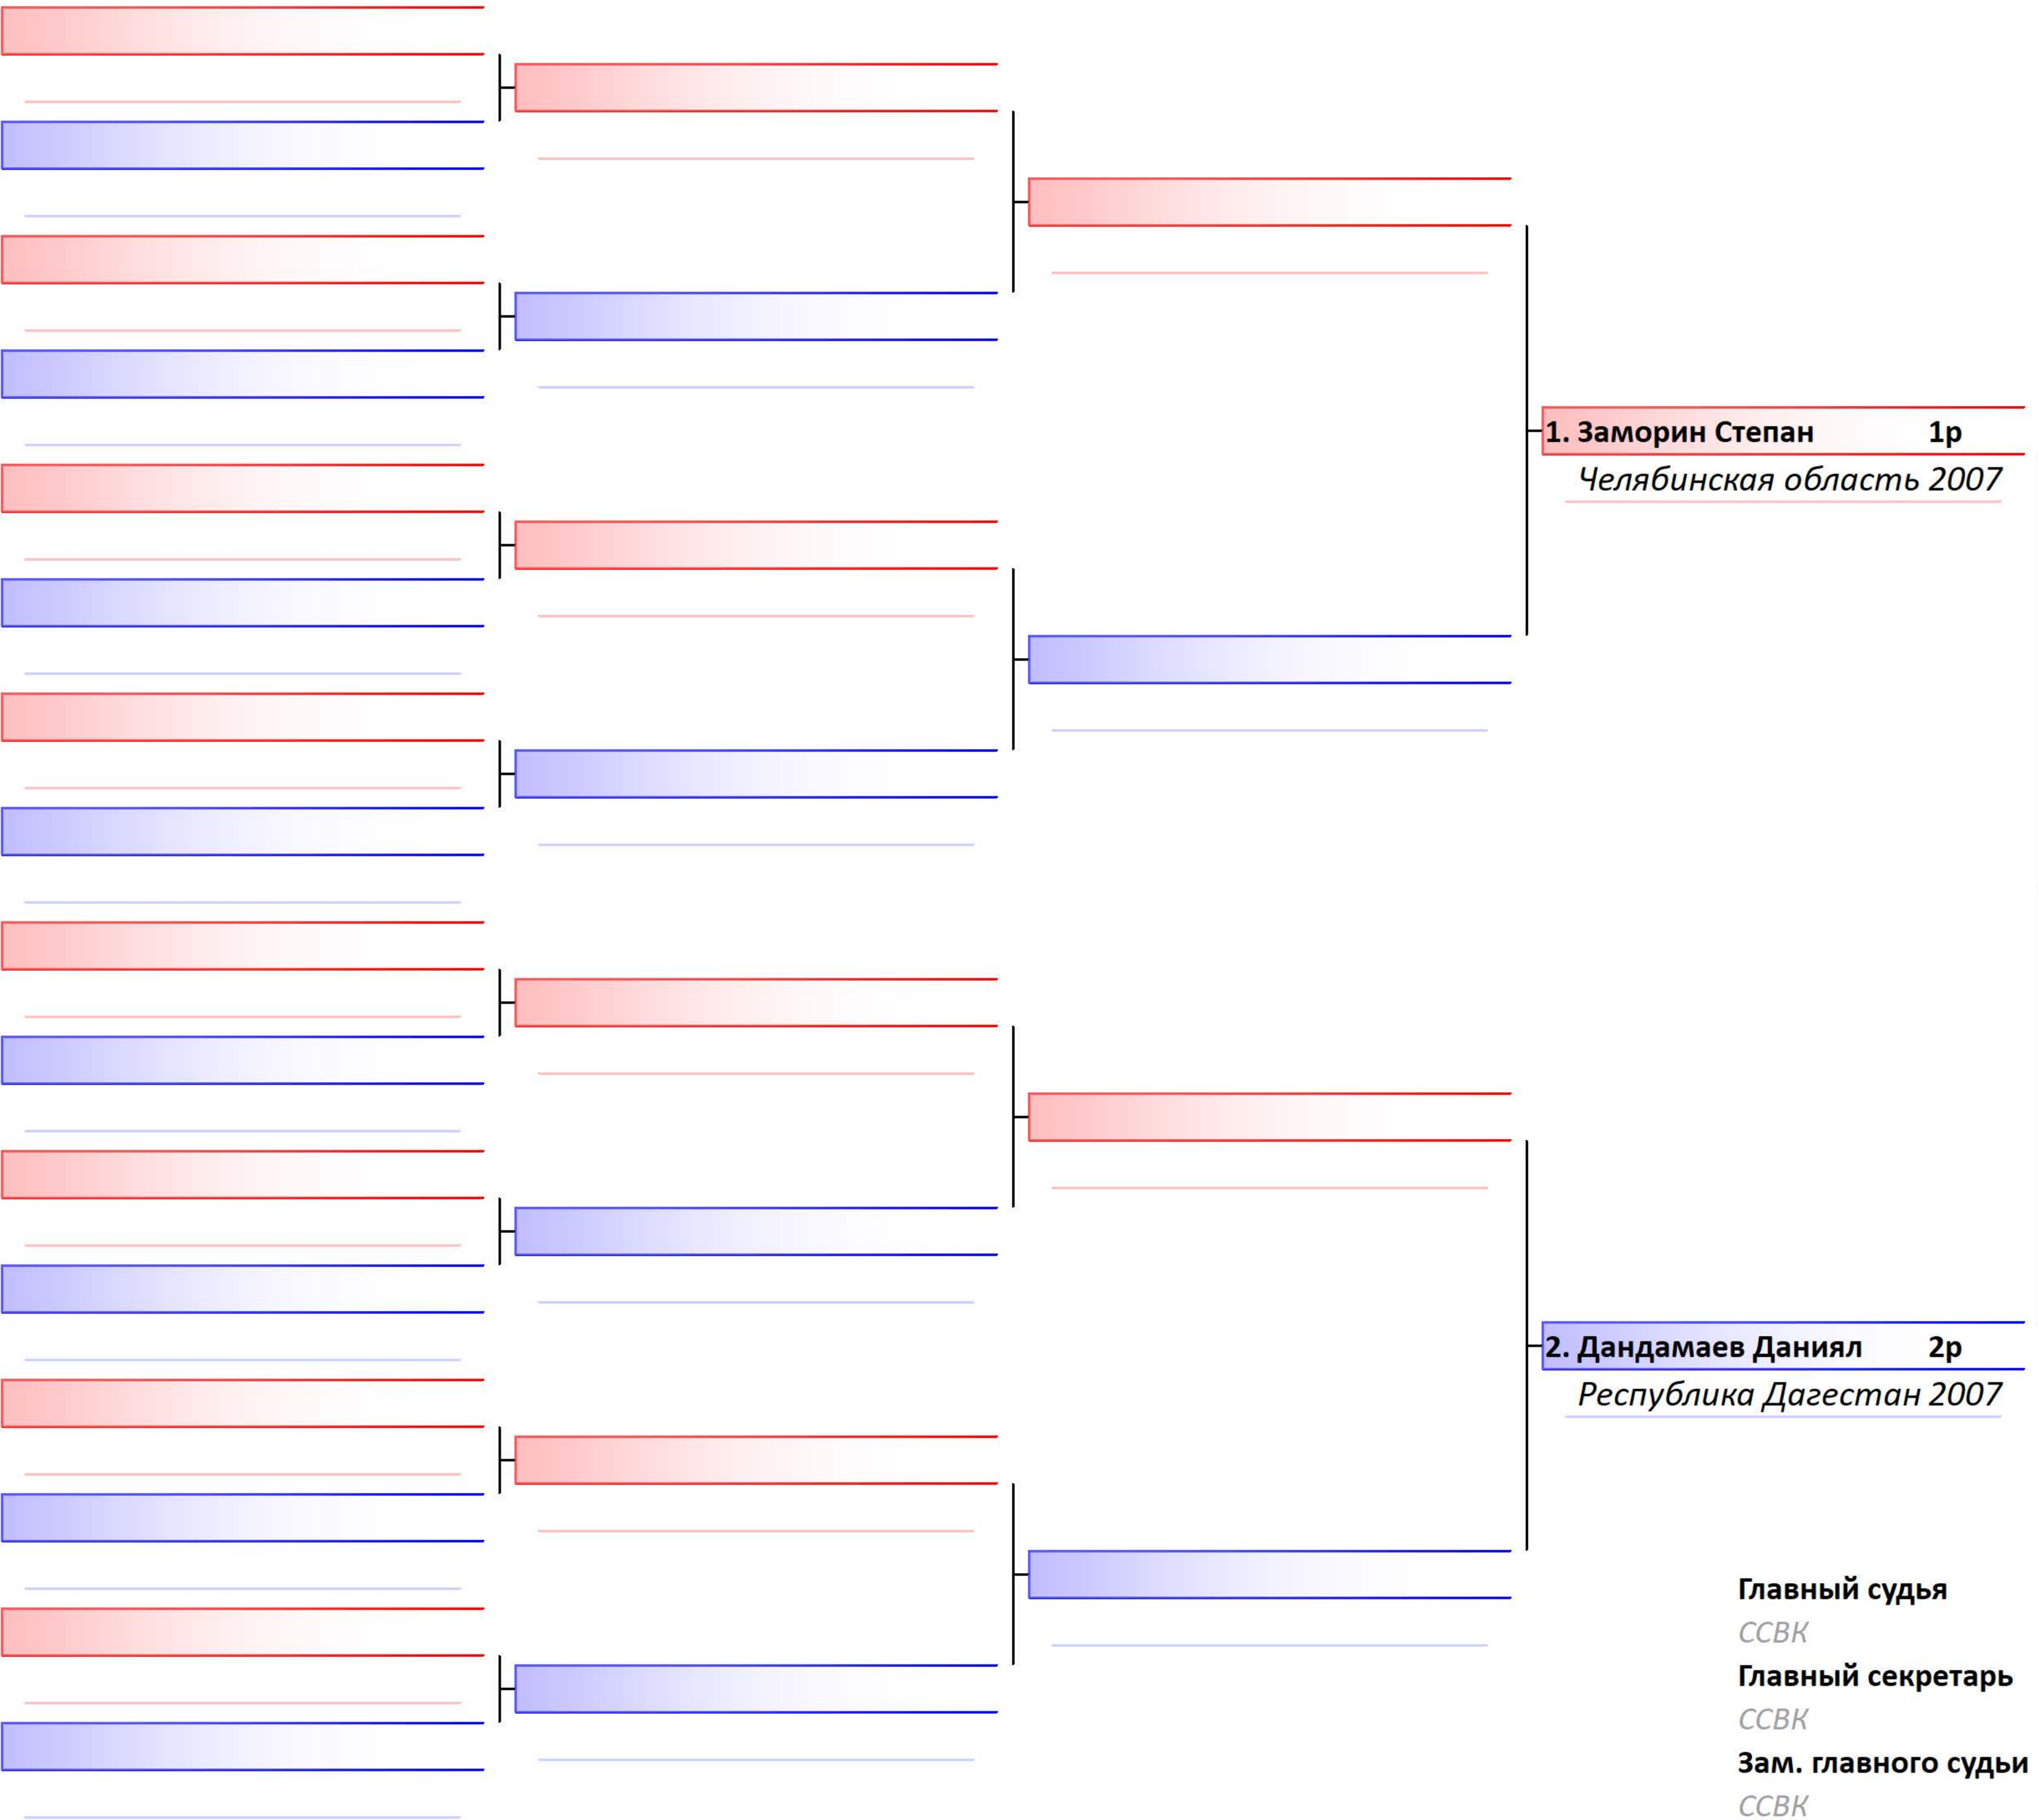 1. Заморин Степан 1р
Челябинская область 2007
2. Дандамаев Даниял 2р
Республика Дагестан 2007
Главный судья
ССВК
Главный секретарь
ССВК
Зам. главного судьи
ССВК